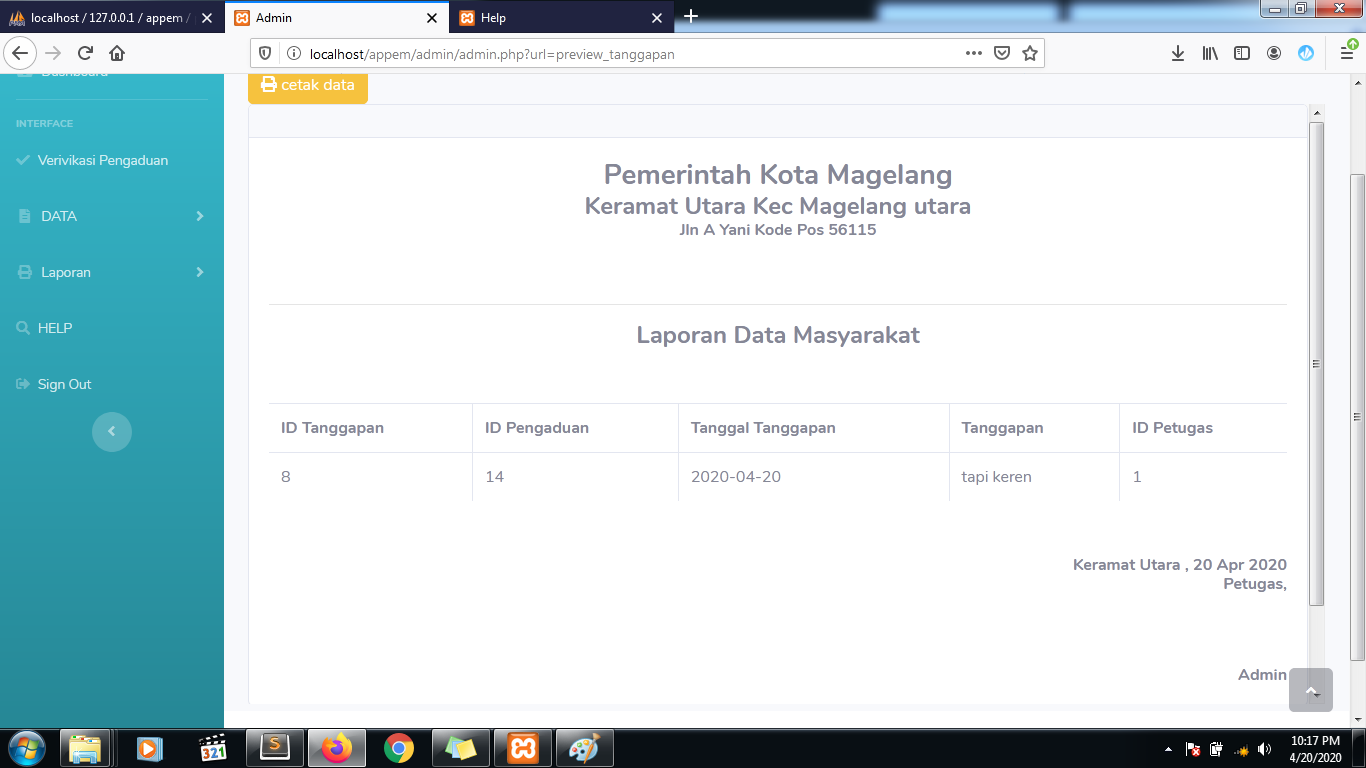 localhost / 127.0.0.1 / appem /
Admin
Help
localhost/appem/admin/admin.php?url=preview_tanggapan
Dashboard
cetak data
INTERFACE
Verivikasi Pengaduan
DATA
Laporan
HELP
Sign Out
Pemerintah Kota Magelang
Keramat Utara Kec Magelang utara
Jln A Yani Kode Pos 56115
Laporan Data Masyarakat
ID Tanggapan ID Pengaduan Tanggal Tanggapan Tanggapan ID Petugas
8 14 2020-04-20 tapi keren 1
Keramat Utara , 20 Apr 2020
Petugas,
Admin
321
S
10:17 PM
4/20/2020